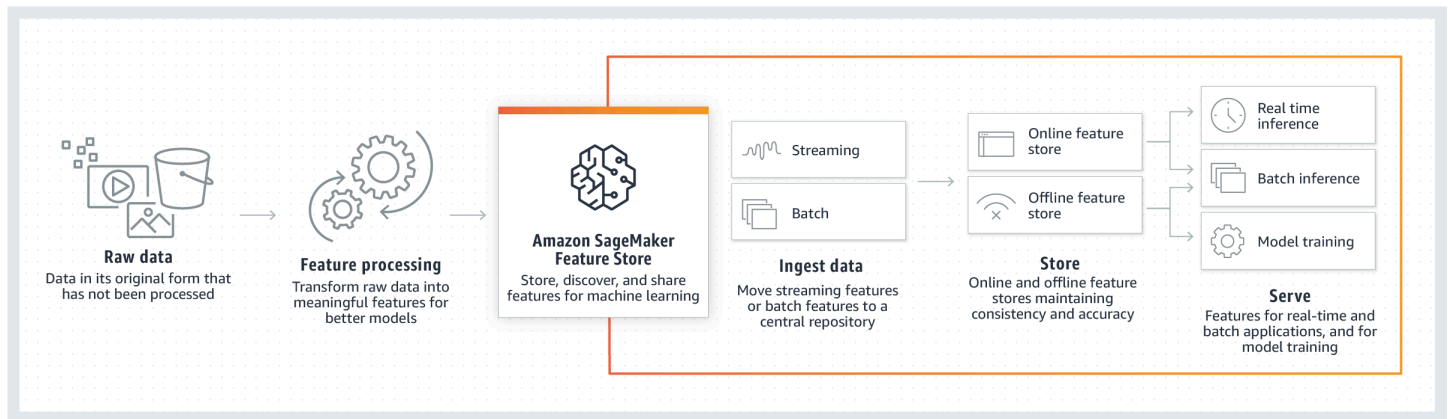 Raw data
Data in its original form that
has not been processed
Feature processing
Transform raw data into
meaningful features for
better models
Amazon SageMaker
Feature Store
Store, discover, and share
features for machine learning
Streaming
Batch
Ingest data
Move streaming features
or batch features to a
central repository
Online feature
store
Offline feature
store
Store
Online and offline feature
stores maintaining
consistency and accuracy
Real time
inference
Batch inference
Model training
Serve
Features for real-time and
batch applications, and for
model training